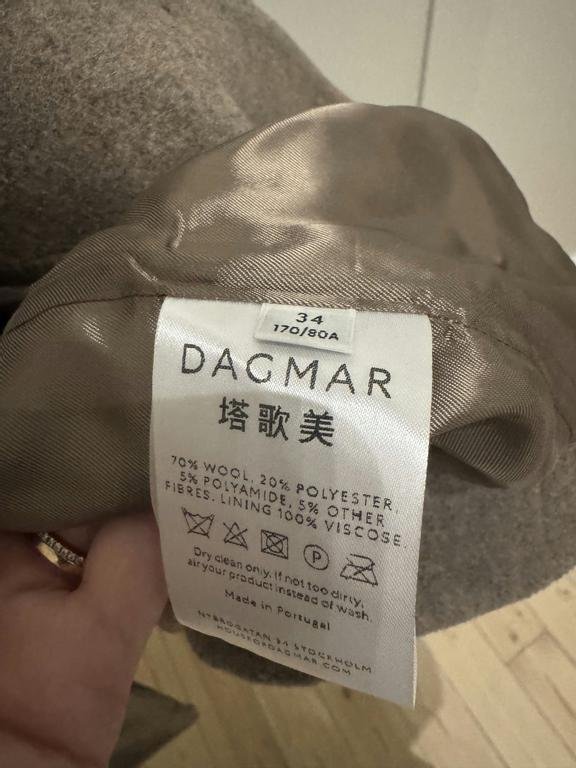 34
170/80A
DAGMAR
塔歌美
70% WOOL, 20% POLYESTER,
5% POLYAMIDE, 5% OTHER
FIBRES. LINING 100% VISCOSE.
P
Dry clean only. If not too dirty,
air your product instead of wash.
Made in Portugal
NYBROGATAN 34 STOCKHOLM
HOUSEOFDAGMAR.COM